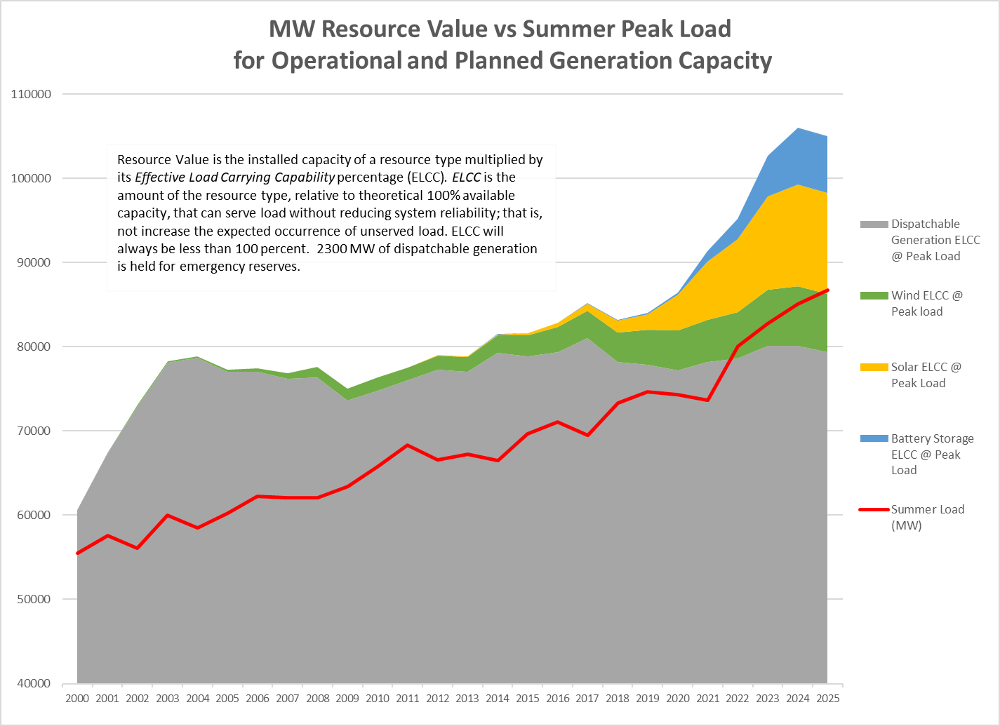 MW Resource Value vs Summer Peak Load
for Operational and Planned Generation Capacity
110000
100000
90000
80000
70000
60000
50000
40000
Resource Value is the installed capacity of a resource type multiplied by
its Effective Load Carrying Capability percentage (ELCC). ELCC is the
amount of the resource type, relative to theoretical 100% available
capacity, that can serve load without reducing system reliability; that is,
not increase the expected occurrence of unserved load. ELCC will
always be less than 100 percent.  2300 MW of dispatchable generation
is held for emergency reserves.
Dispatchable
Generation ELCC
@ Peak Load
Wind ELCC @
Peak load
Solar ELCC @
Peak Load
Battery Storage
ELCC @ Peak
Load
Summer Load
(MW)
2000 2001 2002 2003 2004 2005 2006 2007 2008 2009 2010 2011 2012 2013 2014 2015 2016 2017 2018 2019 2020 2021 2022 2023 2024 2025